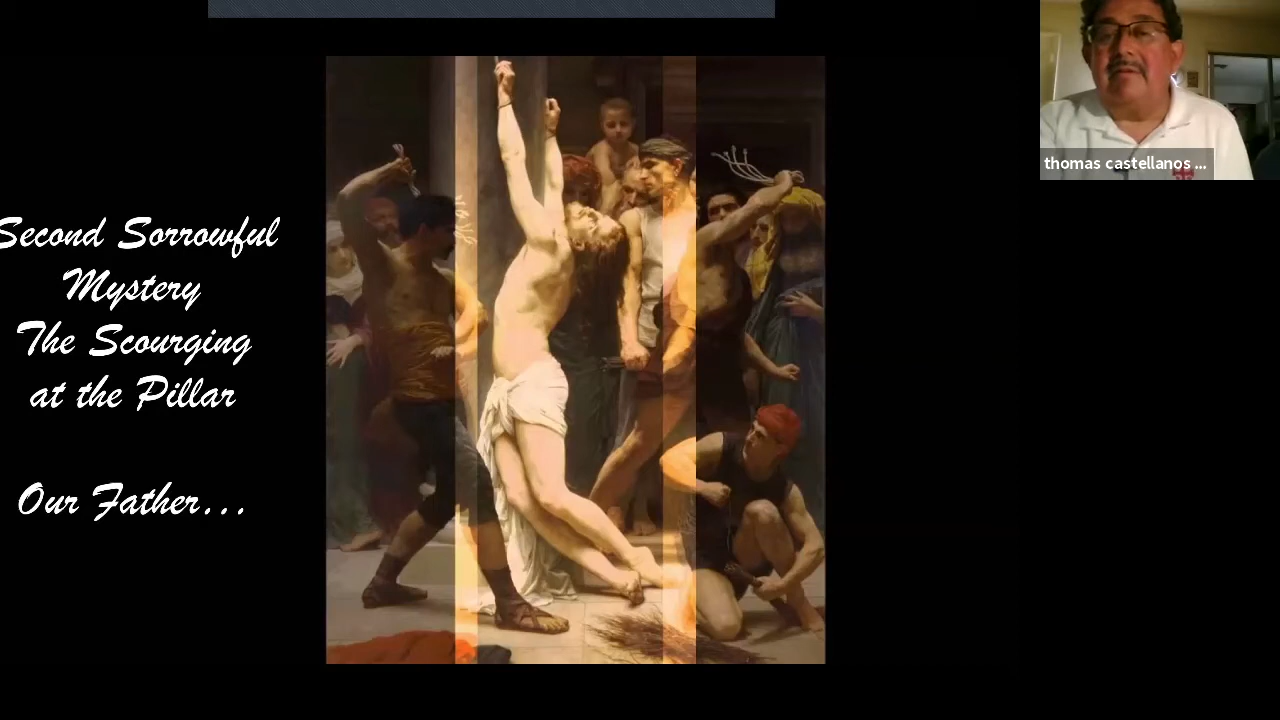 Second Sorrowful
Mystery
The Scourging
at the Pillar
Our Father...
thomas castellanos ...